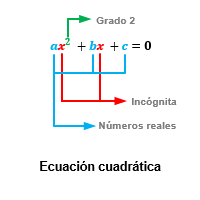 Grado 2
ax² + bx + c = 0
Incógnita
Números reales
Ecuación cuadrática